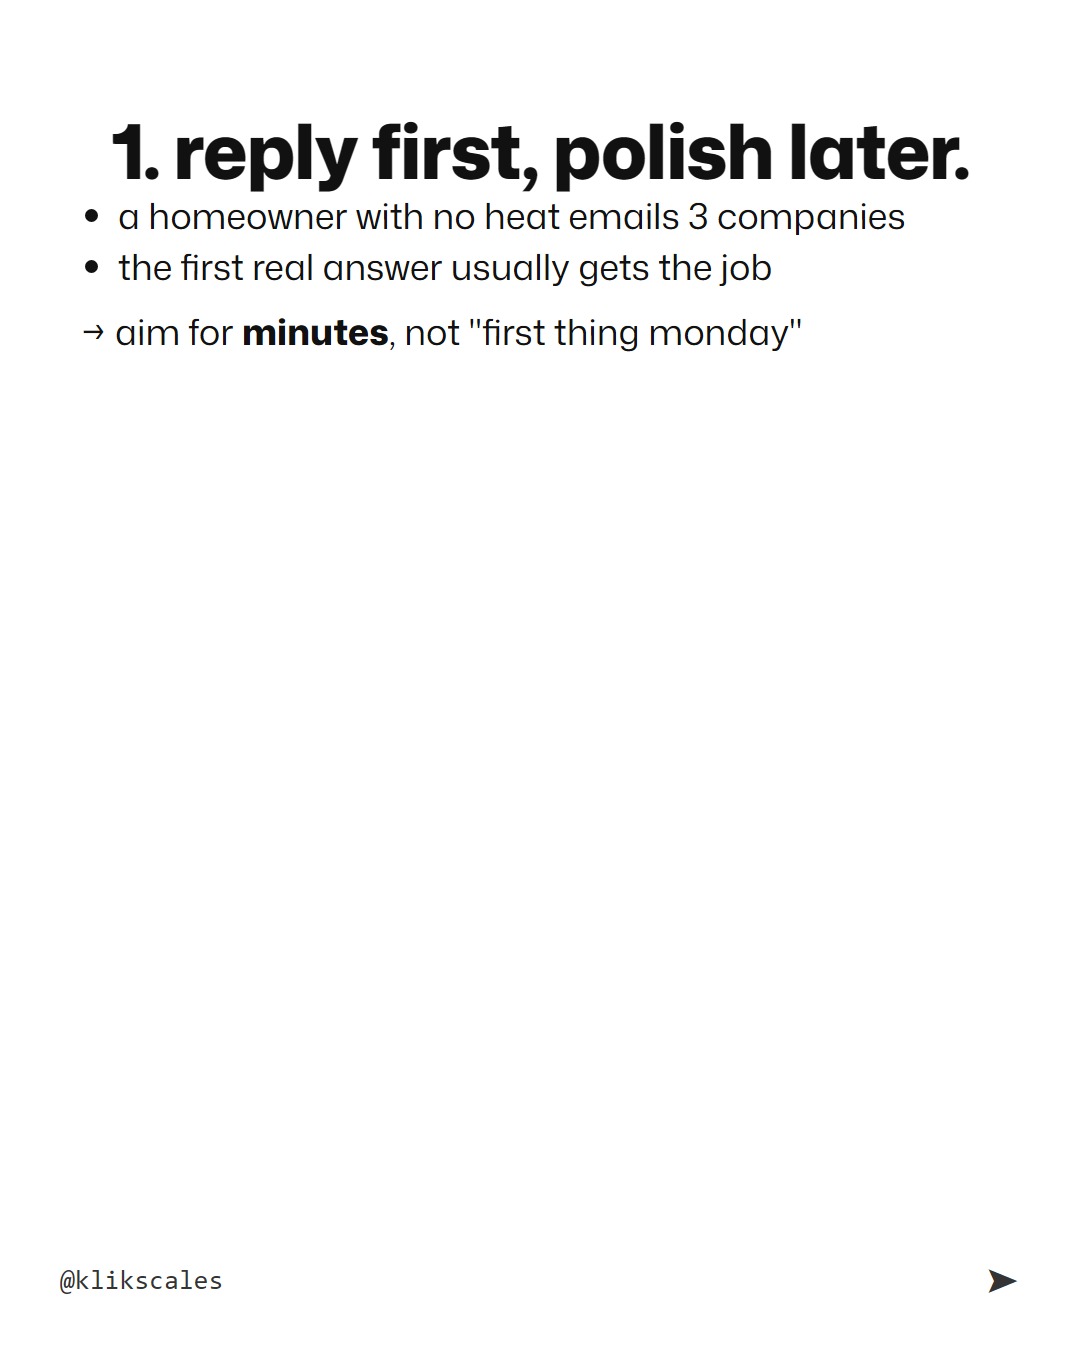 1. reply first, polish later.
• a homeowner with no heat emails 3 companies
• the first real answer usually gets the job
→ aim for minutes, not "first thing monday"
@klikscales